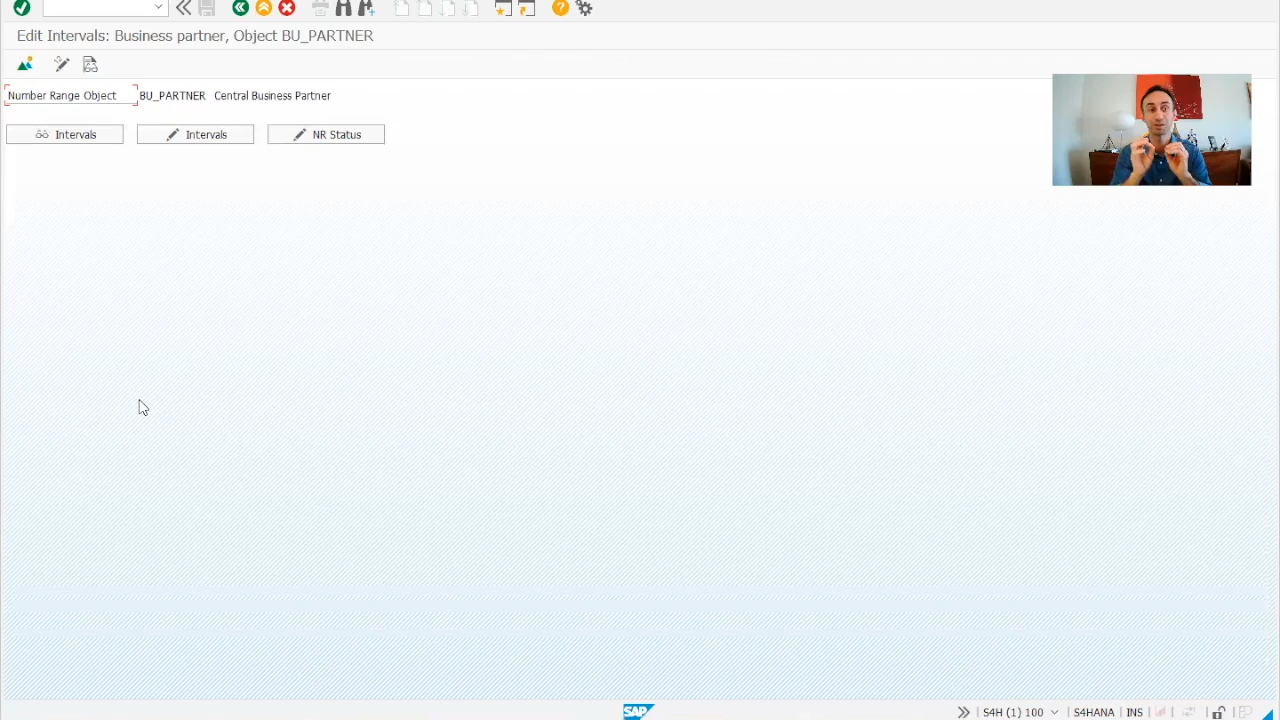 Edit Intervals: Business partner, Object BU_PARTNER
Number Range Object BU_PARTNER Central Business Partner
Intervals Intervals NR Status
SAP S4H (1) 100 S4HANA INS